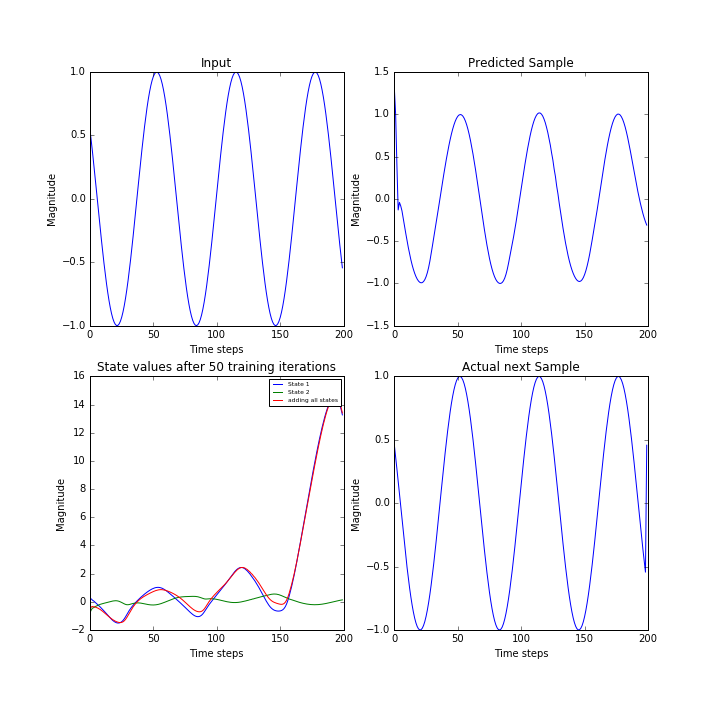 Input
Magnitude
1.0
0.5
0.0
−0.5
−1.0
0 50 100 150 200
Time steps
Predicted Sample
Magnitude
1.5
1.0
0.5
0.0
−0.5
−1.0
−1.5
0 50 100 150 200
Time steps
State values after 50 training iterations
Magnitude
16
14
12
10
8
6
4
2
0
−2
0 50 100 150 200
Time steps
State 1
State 2
adding all states
Actual next Sample
Magnitude
1.0
0.5
0.0
−0.5
−1.0
0 50 100 150 200
Time steps